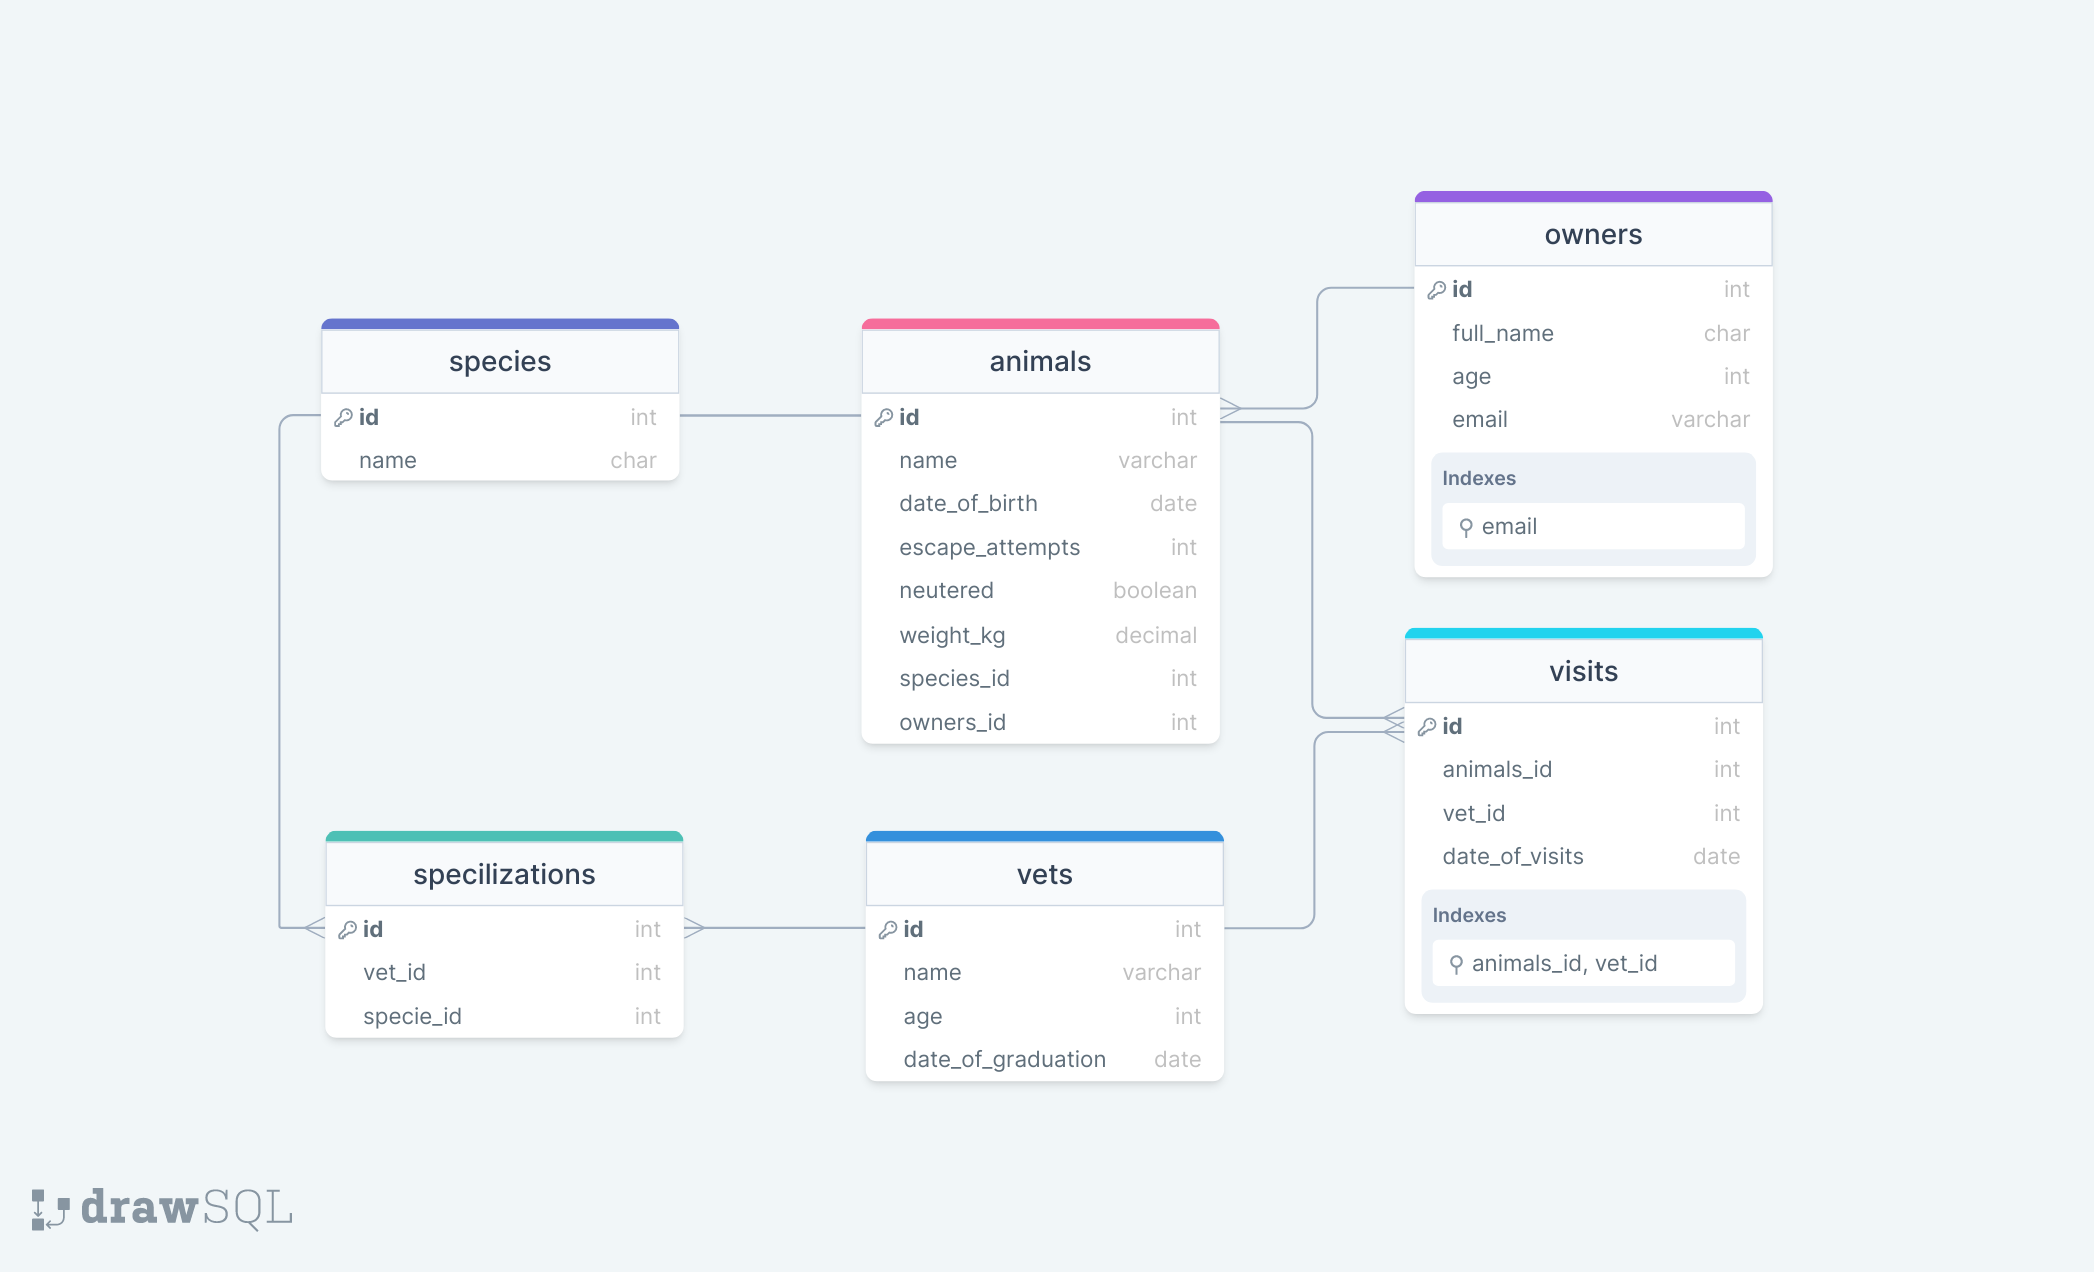 owners
id int
full_name char
age int
email varchar
Indexes
email
species
id int
name char
animals
id int
name varchar
date_of_birth date
escape_attempts int
neutered boolean
weight_kg decimal
species_id int
owners_id int
visits
id int
animals_id int
vet_id int
date_of_visits date
Indexes
animals_id, vet_id
specilizations
id int
vet_id int
specie_id int
vets
id int
name varchar
age int
date_of_graduation date
drawSQL